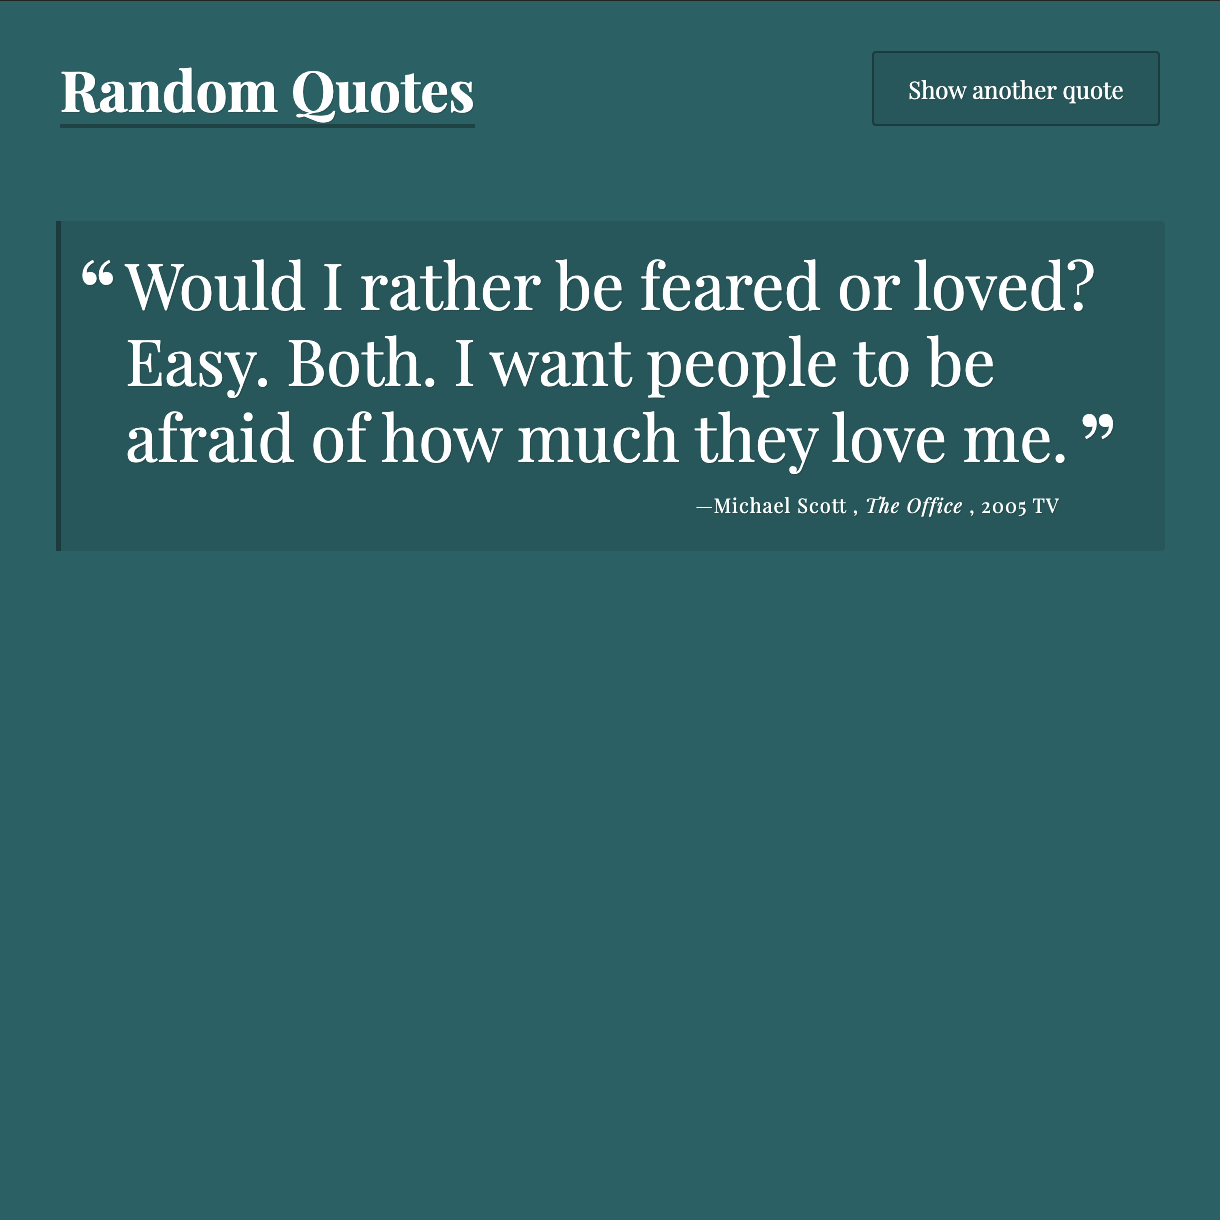 Random Quotes
Show another quote
“Would I rather be feared or loved?
Easy. Both. I want people to be
afraid of how much they love me.”
—Michael Scott , The Office , 2005 TV